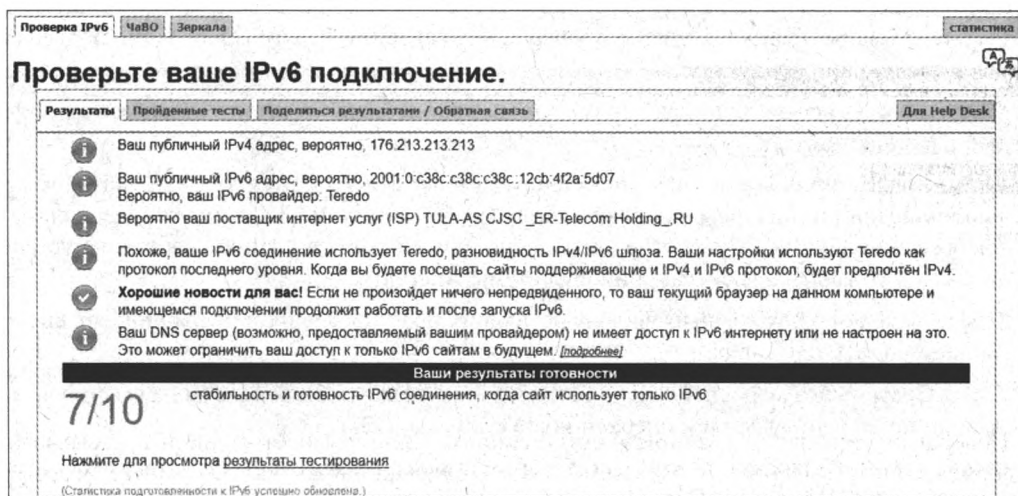 Проверка IPv6 ЧаВО Зеркала статистика
Проверьте ваше IPv6 подключение.
Результаты Пройденные тесты Поделиться результатами / Обратная связь Для Help Desk
Ваш публичный IPv4 адрес, вероятно, 176.213.213.213
Ваш публичный IPv6 адрес, вероятно, 2001:0:c38c:c38c:c38c:12cb:4f2a:5d07
Вероятно, ваш IPv6 провайдер: Teredo
Вероятно ваш поставщик интернет услуг (ISP) TULA-AS CJSC _ER-Telecom Holding_,RU
Похоже, ваше IPv6 соединение использует Teredo, разновидность IPv4/IPv6 шлюза. Ваши настройки используют Teredo как
протокол последнего уровня. Когда вы будете посещать сайты поддерживающие и IPv4 и IPv6 протокол, будет предпочтён IPv4.
Хорошие новости для вас! Если не произойдет ничего непредвиденного, то ваш текущий браузер на данном компьютере и
имеющемся подключении продолжит работать и после запуска IPv6.
Ваш DNS сервер (возможно, предоставляемый вашим провайдером) не имеет доступ к IPv6 интернету или не настроен на это.
Это может ограничить ваш доступ к только IPv6 сайтам в будущем. [подробнее]
Ваши результаты готовности
7/10 стабильность и готовность IPv6 соединения, когда сайт использует только IPv6
Нажмите для просмотра результаты тестирования
(Статистика подготовленности к IPv6 успешно обновлена.)